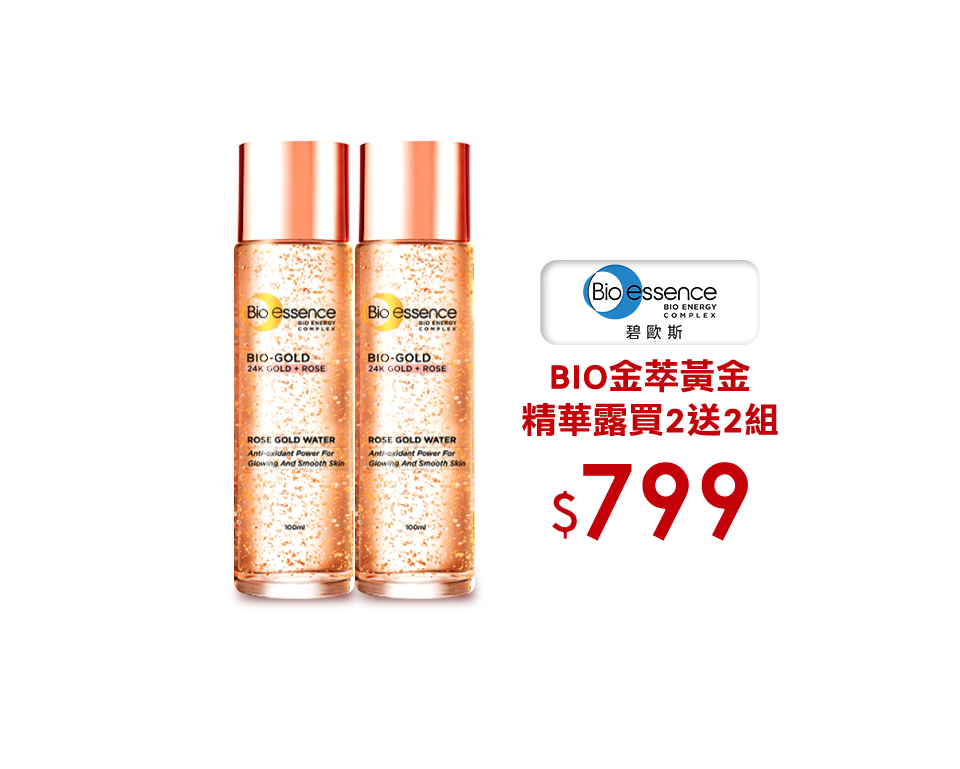 Bio essence
BIO ENERGY
COMPLEX
BIO-GOLD
24K GOLD + ROSE
ROSE GOLD WATER
Anti-oxidant Power For
Glowing And Smooth Skin
100ml
Bio essence
BIO ENERGY
COMPLEX
BIO-GOLD
24K GOLD + ROSE
ROSE GOLD WATER
Anti-oxidant Power For
Glowing And Smooth Skin
100ml
Bio essence
BIO ENERGY
COMPLEX
碧歐斯
BIO金萃黃金
精華露買2送2組
$799